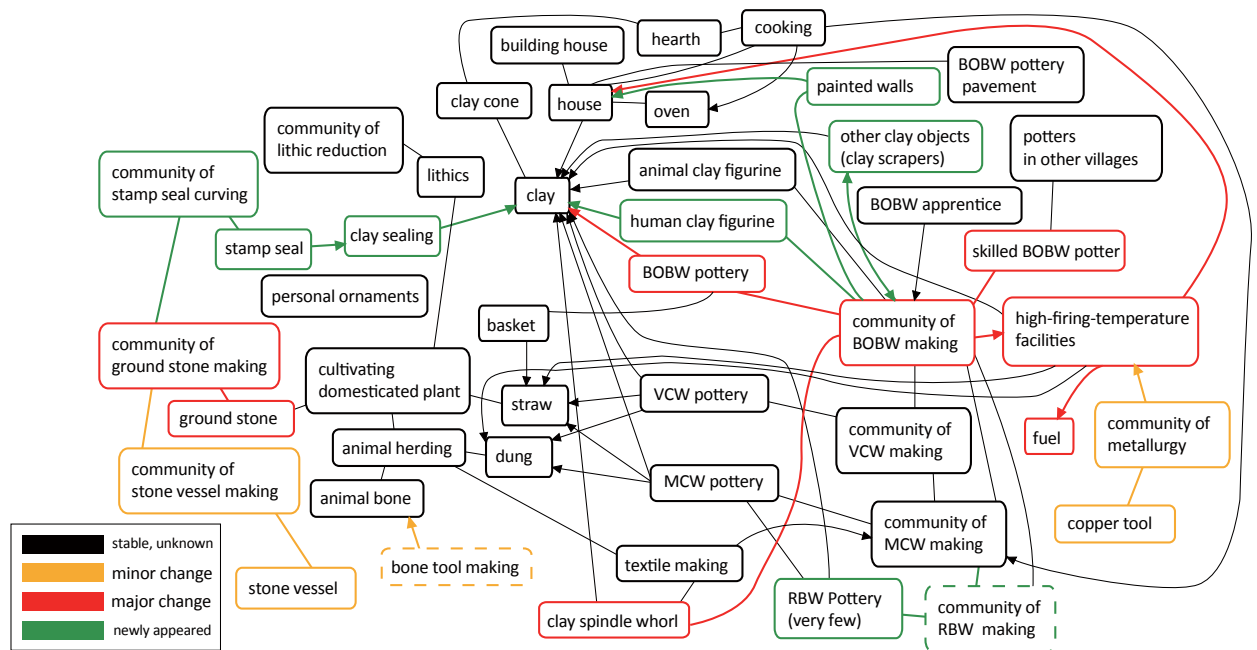 cooking
hearth
building house
BOBW pottery
pavement
painted walls
clay cone
house
oven
community of
lithic reduction
other clay objects
(clay scrapers)
potters
in other villages
community of
stamp seal curving
lithics
clay
animal clay figurine
BOBW apprentice
human clay figurine
stamp seal
clay sealing
skilled BOBW potter
BOBW pottery
personal ornaments
basket
community of
BOBW making
high-firing-temperature
facilities
community of
ground stone making
cultivating
domesticated plant
straw
VCW pottery
ground stone
community of
VCW making
fuel
community of
metallurgy
animal herding
dung
community of
stone vessel making
animal bone
MCW pottery
copper tool
community of
MCW making
stable, unknown
minor change
major change
newly appeared
stone vessel
bone tool making
textile making
clay spindle whorl
RBW Pottery
(very few)
community of
RBW making